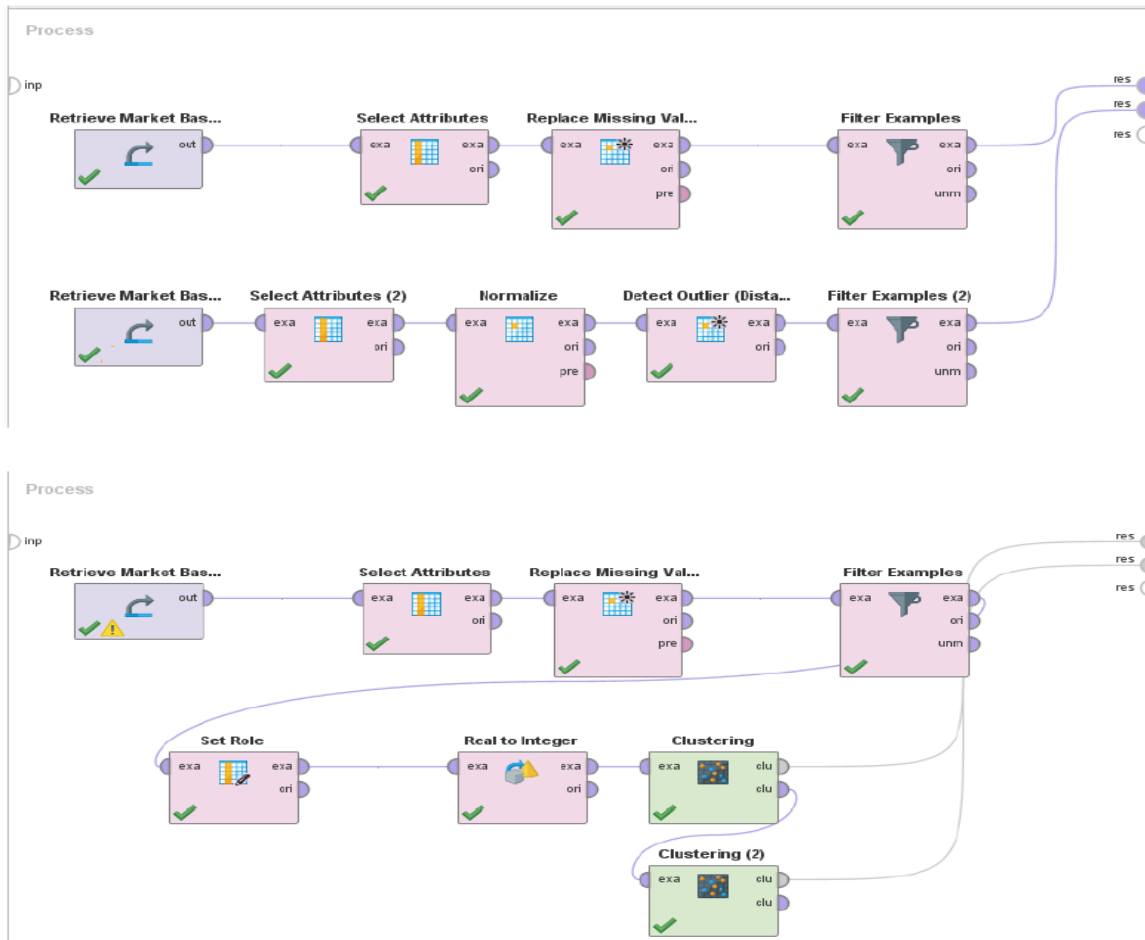 Process
inp
res
res
res
Retrieve Market Bas...
Select Attributes
Replace Missing Val...
Filter Examples
out
exa
exa
ori
exa
exa
ori
pre
exa
exa
ori
unm
Retrieve Market Bas...
Select Attributes (2)
Normalize
Detect Outlier (Dista...
Filter Examples (2)
out
exa
exa
ori
exa
exa
ori
pre
exa
exa
ori
exa
exa
ori
unm
Process
inp
res
res
res
Retrieve Market Bas...
Select Attributes
Replace Missing Val...
Filter Examples
out
exa
exa
ori
exa
exa
ori
pre
exa
exa
ori
unm
Set Role
Real to Integer
Clustering
exa
exa
ori
exa
exa
ori
exa
clu
clu
Clustering (2)
exa
clu
clu